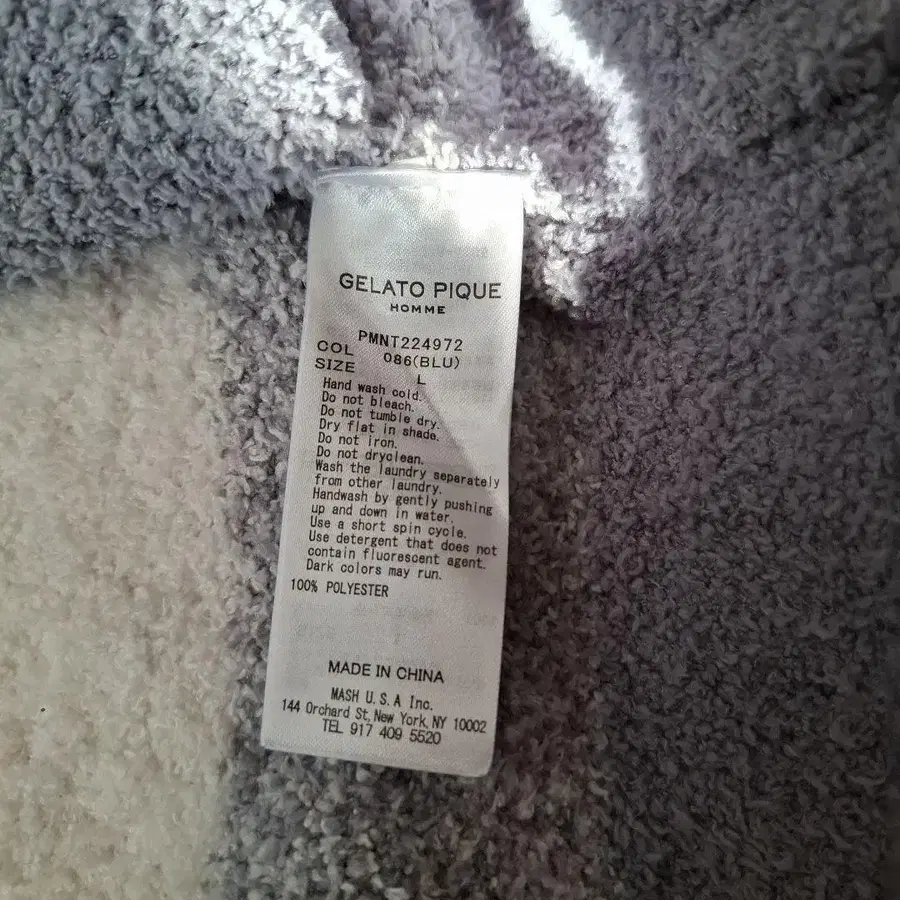 GELATO PIQUE
HOMME
PMNT224972
COL 086(BLU)
SIZE L
Hand wash cold.
Do not bleach.
Do not tumble dry.
Dry flat in shade.
Do not iron.
Do not dryclean.
Wash the laundry separately
from other laundry.
Handwash by gently pushing
up and down in water.
Use a short spin cycle.
Use detergent that does not
contain fluorescent agent.
Dark colors may run.
100% POLYESTER
MADE IN CHINA
MASH U.S.A Inc.
144 Orchard St, New York, NY 10002
TEL 917 409 5520